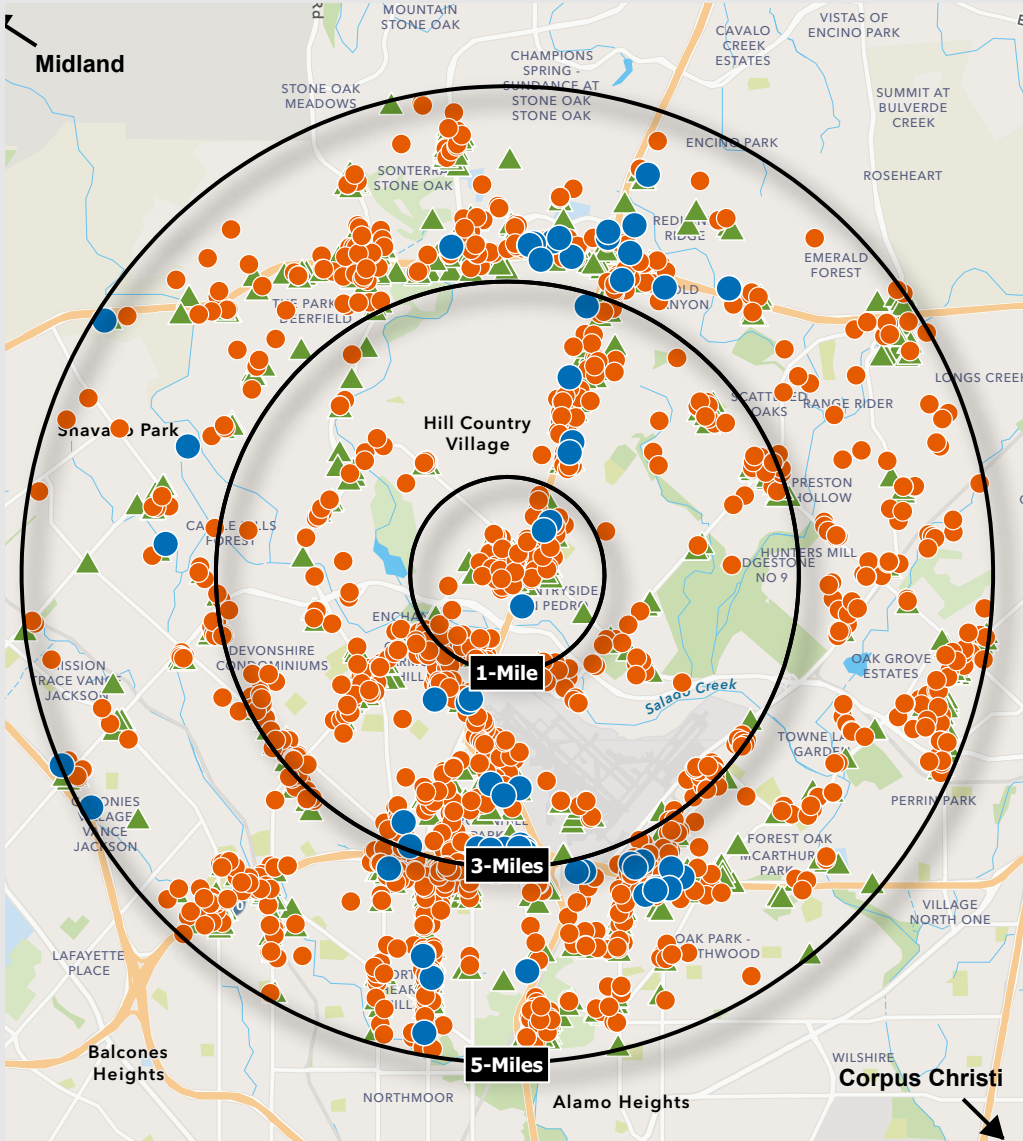 Rd
MOUNTAIN
STONE OAK
VISTAS OF
ENCINO PARK
CAVALO
CREEK
ESTATES
Midland
CHAMPIONS
SPRING -
SUNDANCE AT
STONE OAK
STONE OAK
STONE OAK
MEADOWS
SUMMIT AT
BULVERDE
CREEK
ENCINO PARK
SONTERRA
STONE OAK
ROSEHEART
RIDGE
EMERALD
FOREST
THE PARK
DEERFIELD
LONGS CREEK
OAKS
RANGE RIDER
Hill Country
Village
Park
PRESTON
HOLLOW
FOREST
HUNTERS MILL
NO 9
DEVONSHIRE
CONDOMINIUMS
1-Mile
OAK GROVE
ESTATES
MISSION
TRACE VANCE
JACKSON
Salado Creek
TOWNE
GARDEN
PERRIN PARK
COLONIES
VILLAGE
VANCE
JACKSON
PARK
3-Miles
FOREST OAK
MCARTHUR
PARK
VILLAGE
NORTH ONE
LAFAYETTE
PLACE
OAK PARK -
Balcones
Heights
5-Miles
WILSHIRE
Corpus Christi
NORTHMOOR
Alamo Heights